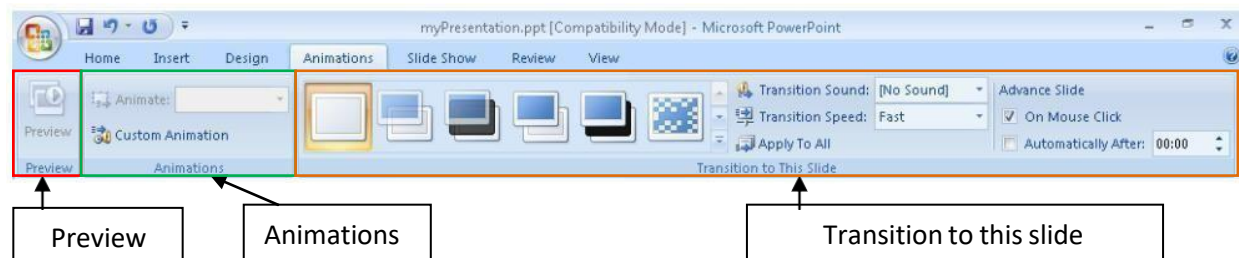 myPresentation.ppt [Compatibility Mode] - Microsoft PowerPoint
Home Insert Design Animations Slide Show Review View
Animate: Transition Sound: [No Sound] Advance Slide
Preview Custom Animation Transition Speed: Fast On Mouse Click
Apply To All Automatically After: 00:00
Preview Animations Transition to This Slide
Preview Animations Transition to this slide